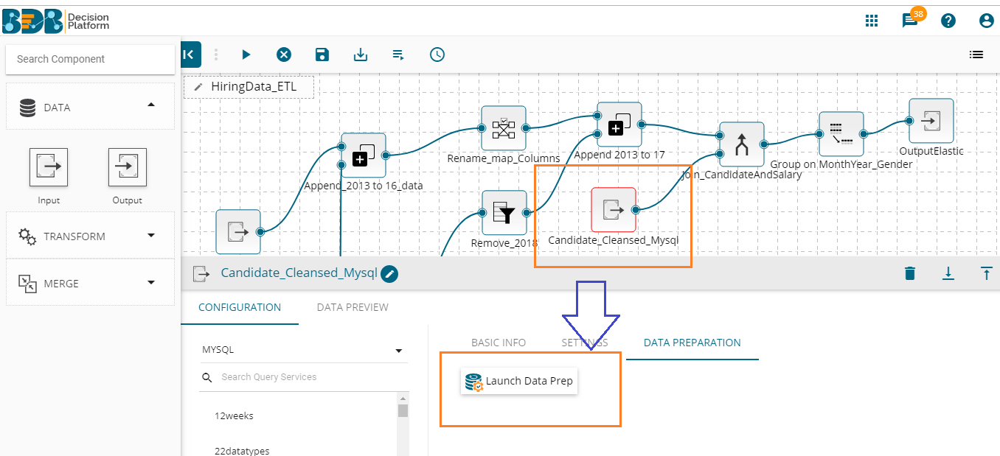 BDB Decision
Platform
38
Search Component
HiringData_ETL
DATA
Input
Output
TRANSFORM
MERGE
Append_2013 to 16_data
Rename_map_Columns
Append 2013 to 17
Join_CandidateAndSalary
Group on MonthYear_Gender
OutputElastic
Remove_2018
Candidate_Cleansed_Mysql
Candidate_Cleansed_Mysql
CONFIGURATION
DATA PREVIEW
MYSQL
Search Query Services
12weeks
22datatypes
BASIC INFO
SETTINGS
DATA PREPARATION
Launch Data Prep